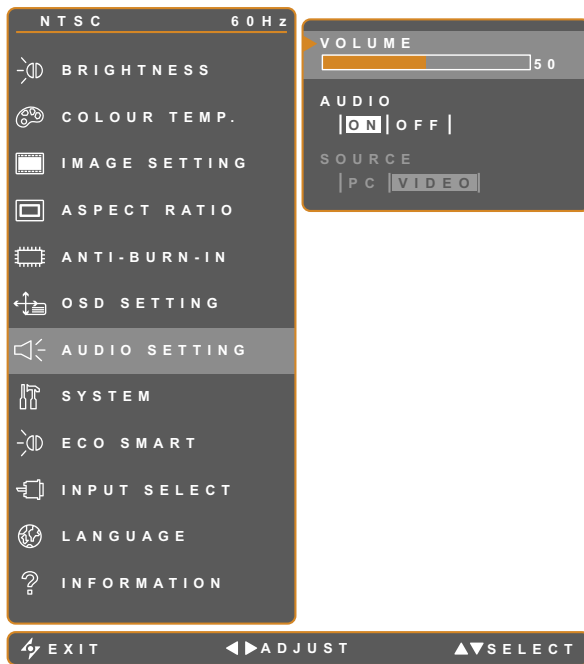 NTSC 60Hz
BRIGHTNESS
COLOUR TEMP.
IMAGE SETTING
ASPECT RATIO
ANTI-BURN-IN
OSD SETTING
AUDIO SETTING
SYSTEM
ECO SMART
INPUT SELECT
LANGUAGE
INFORMATION
VOLUME
50
AUDIO
ON OFF
SOURCE
PC VIDEO
EXIT ADJUST SELECT